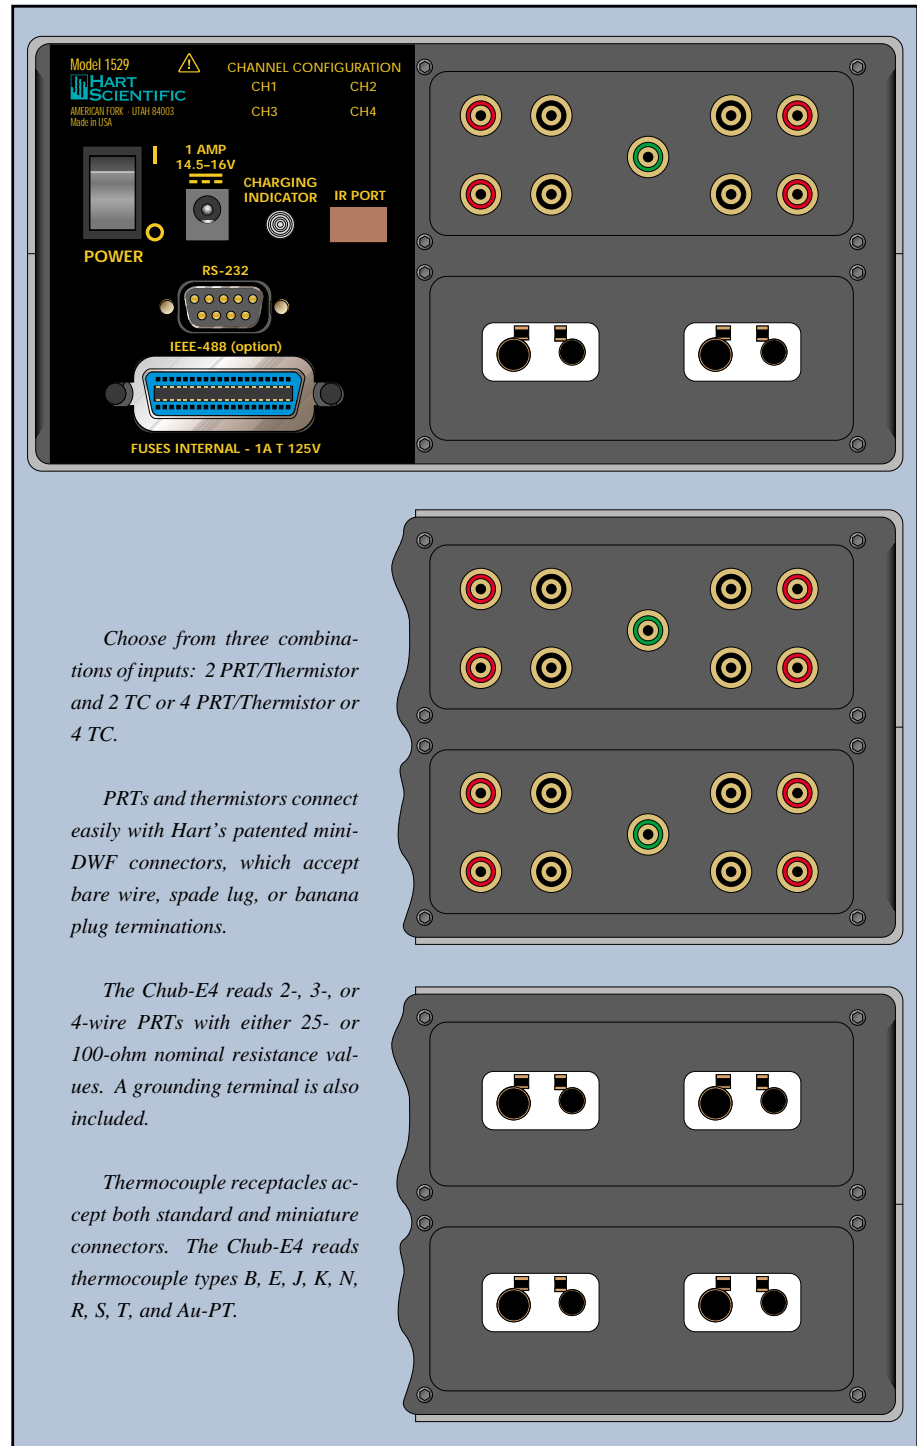 Model 1529
HART
SCIENTIFIC
AMERICAN FORK · UTAH 84003
Made in USA
CHANNEL CONFIGURATION
CH1 CH2
CH3 CH4
1 AMP
14.5–16V
CHARGING
INDICATOR
IR PORT
POWER
RS-232
IEEE-488 (option)
FUSES INTERNAL - 1A T 125V
Choose from three combina-
tions of inputs: 2 PRT/Thermistor
and 2 TC or 4 PRT/Thermistor or
4 TC.
PRTs and thermistors connect
easily with Hart's patented mini-
DWF connectors, which accept
bare wire, spade lug, or banana
plug terminations.
The Chub-E4 reads 2-, 3-, or
4-wire PRTs with either 25- or
100-ohm nominal resistance val-
ues. A grounding terminal is also
included.
Thermocouple receptacles ac-
cept both standard and miniature
connectors. The Chub-E4 reads
thermocouple types B, E, J, K, N,
R, S, T, and Au-PT.